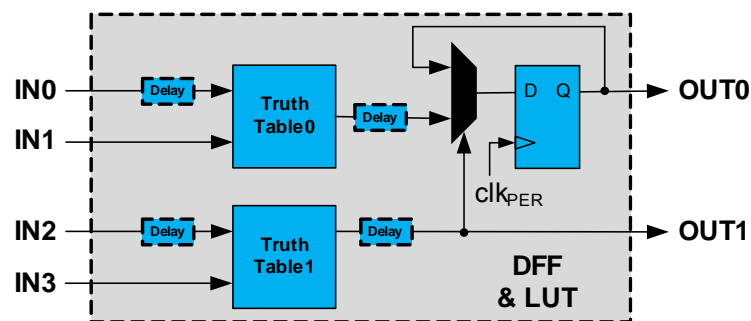 IN0
Delay
Truth
Table0
Delay
D
Q
OUT0
IN1
clkPER
IN2
Delay
Truth
Table1
Delay
OUT1
IN3
DFF
& LUT